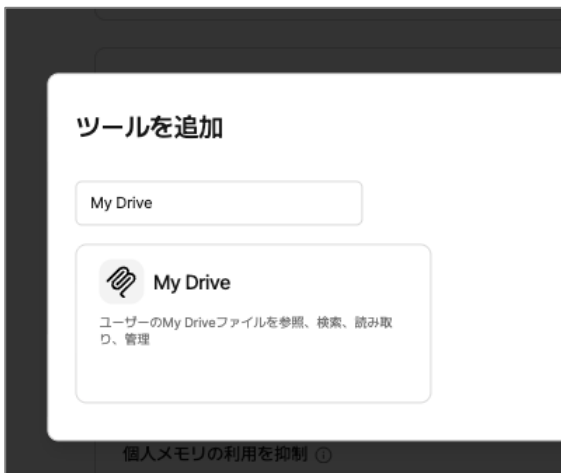 ツールを追加
My Drive
My Drive
ユーザーのMy Driveファイルを参照、検索、読み取
り、管理
個人メモリの利用を抑制